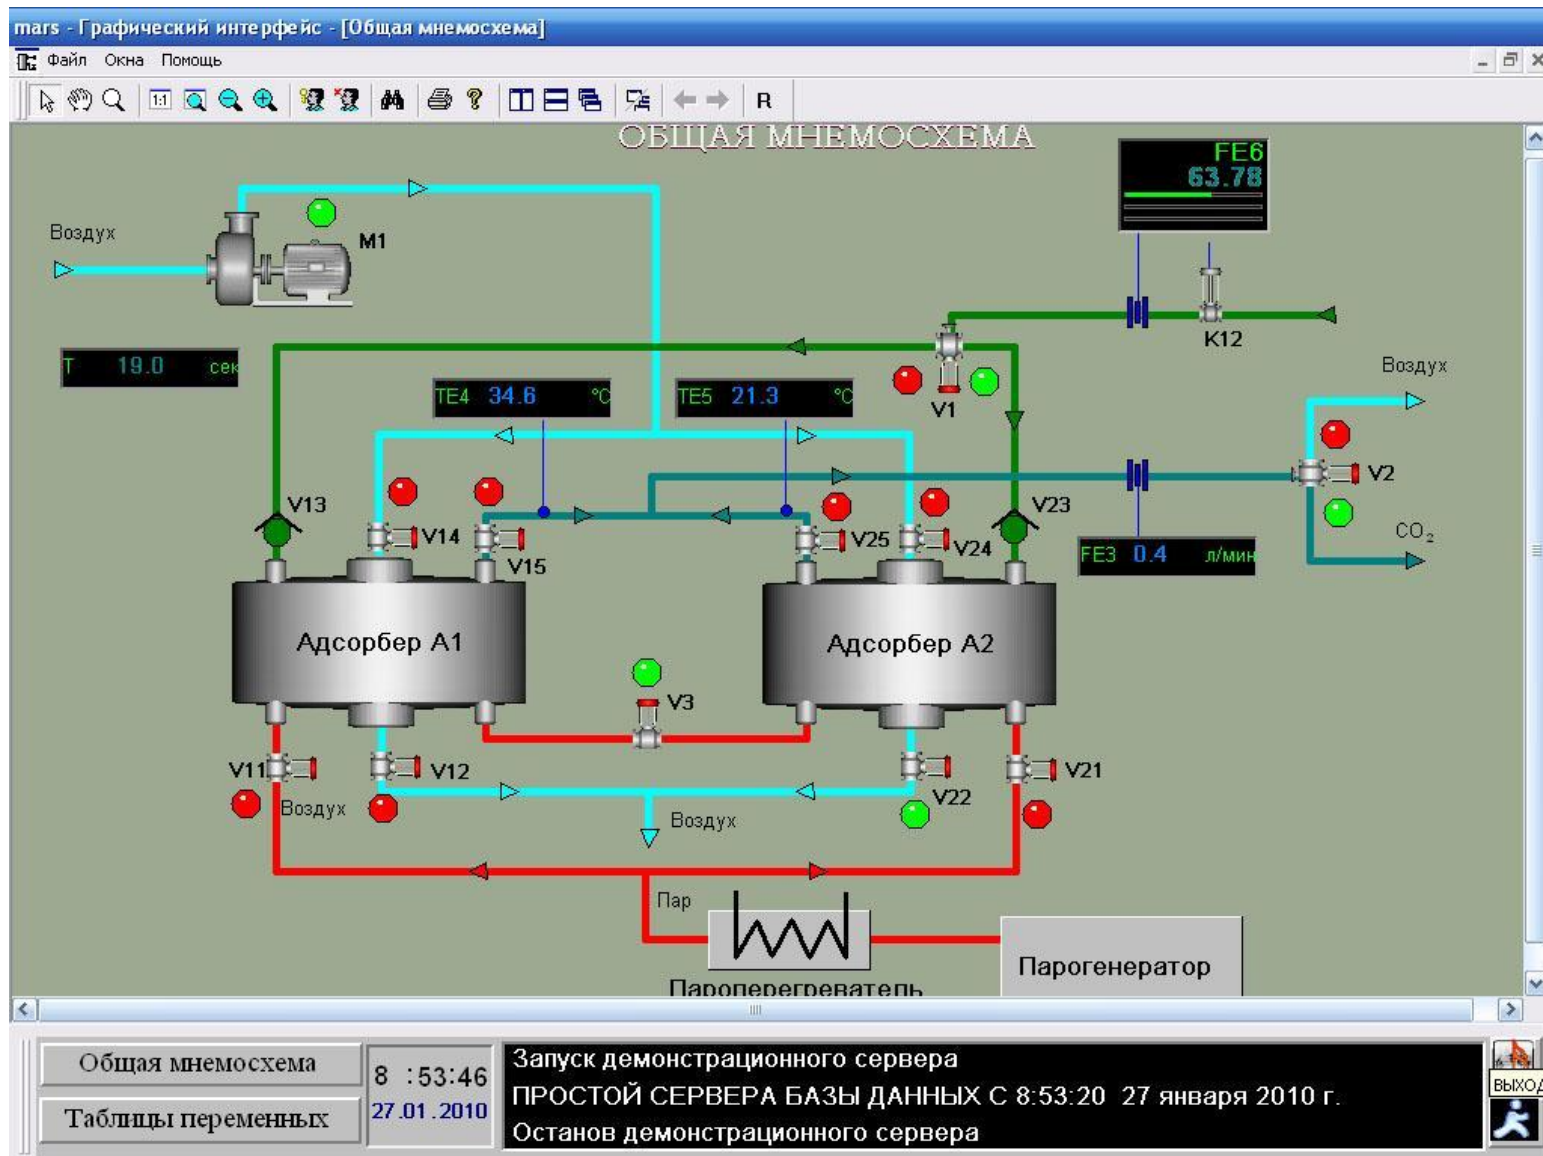 mars - Графический интерфейс - [Общая мнемосхема]
Файл Окна Помощь
1:1 R
ОБЩАЯ МНЕМОСХЕМА
FE6
63.78
Воздух
M1
K12
T 19.0 сек
Воздух
TE4 34.6 °C
TE5 21.3 °C
V1
V2
V13
V23
V14
V25
V24
CO₂
V15
FE3 0.4 л/мин
Адсорбер A1
Адсорбер A2
V3
V11
V12
V21
V22
Воздух
Воздух
Пар
Парогенератор
Пароперегреватель
Общая мнемосхема
Таблицы переменных
8 :53:46
27.01.2010
Запуск демонстрационного сервера
ПРОСТОЙ СЕРВЕРА БАЗЫ ДАННЫХ С 8:53:20 27 января 2010 г.
Останов демонстрационного сервера
ВЫХОД